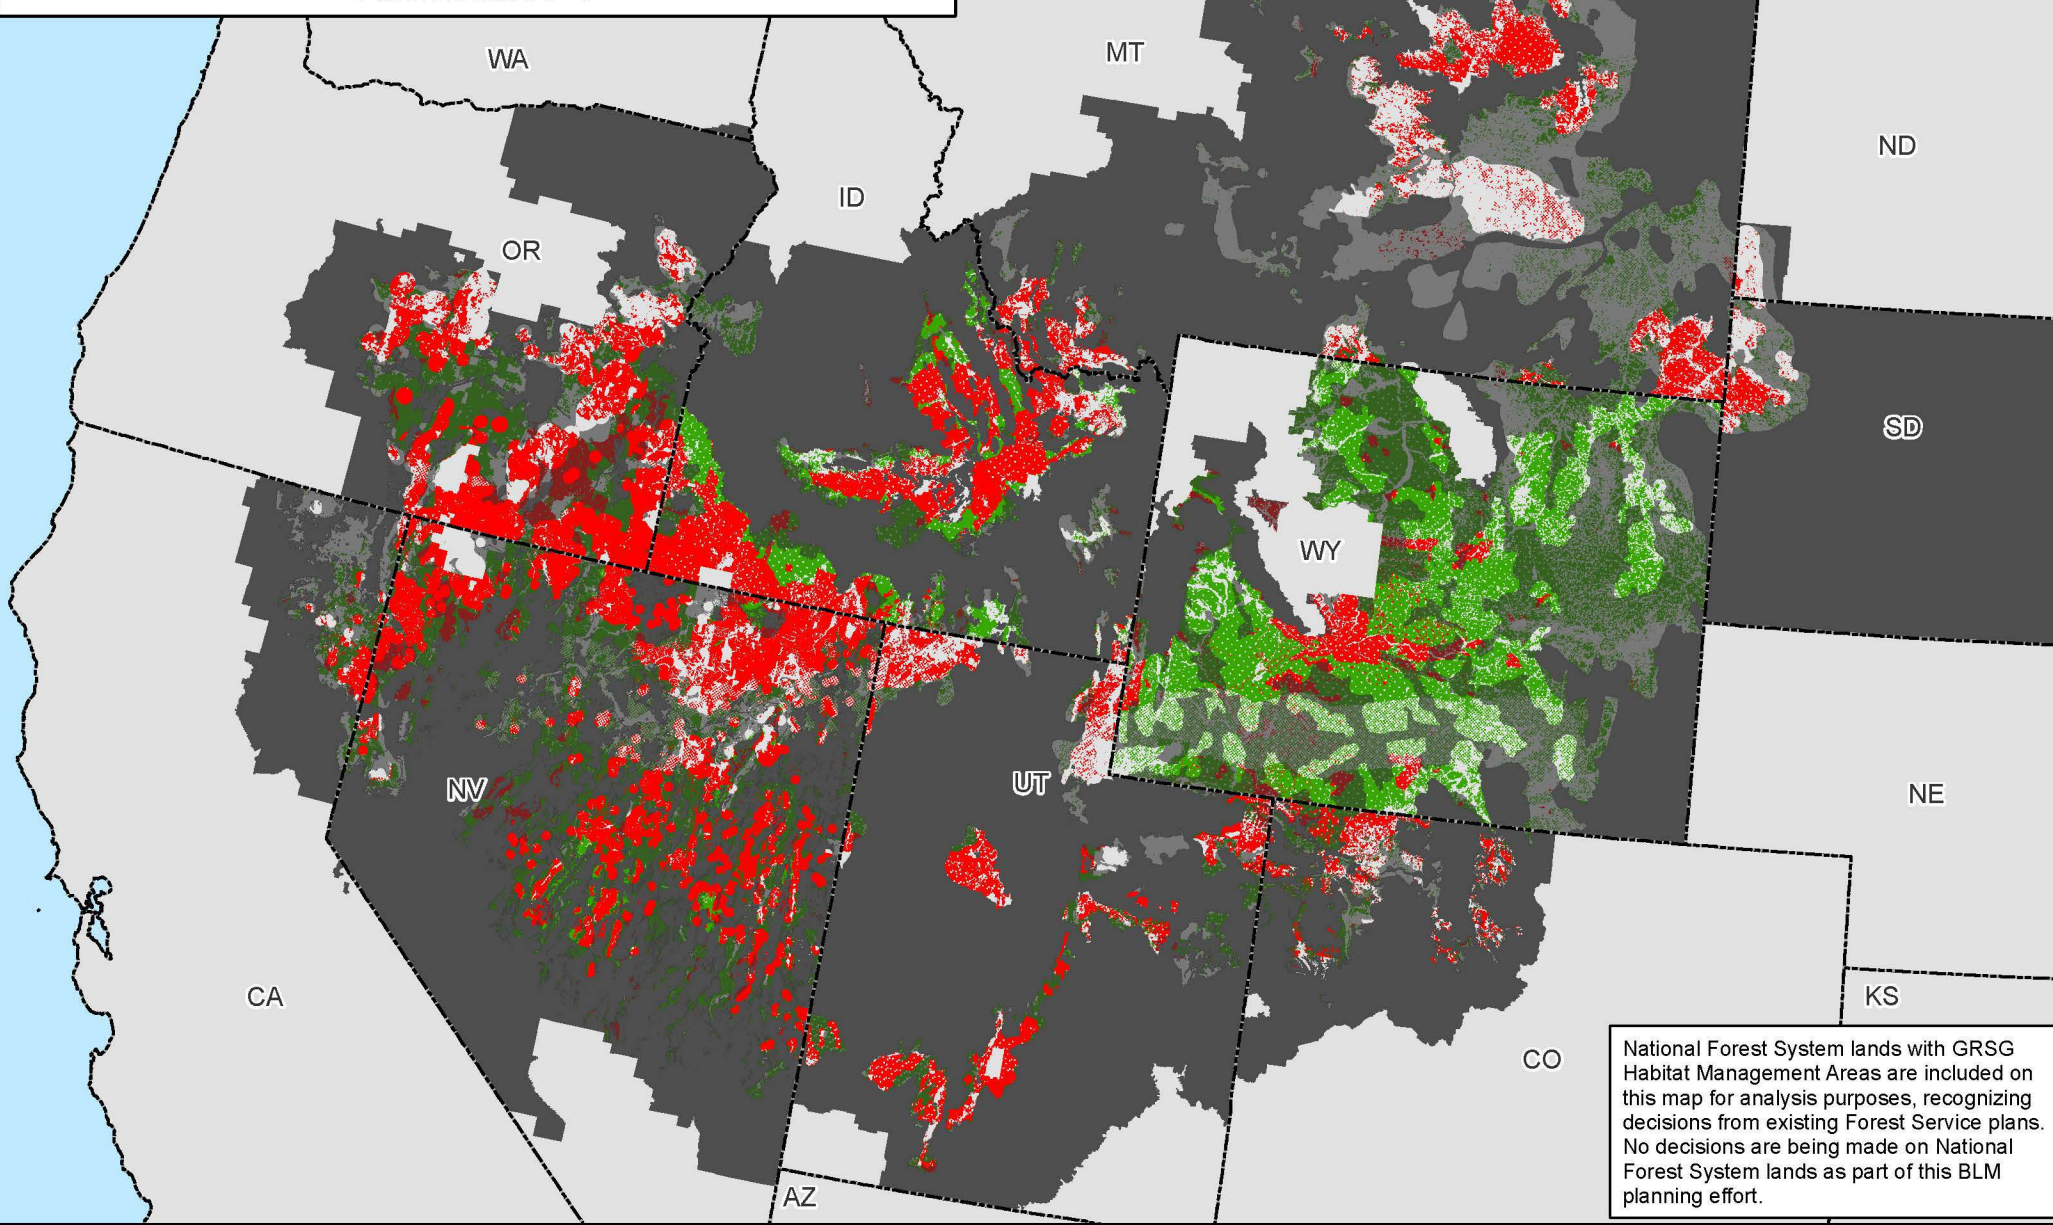 WA
MT
ND
ID
OR
SD
WY
NV
UT
NE
CA
KS
CO
AZ
National Forest System lands with GRSG
Habitat Management Areas are included on
this map for analysis purposes, recognizing
decisions from existing Forest Service plans.
No decisions are being made on National
Forest System lands as part of this BLM
planning effort.